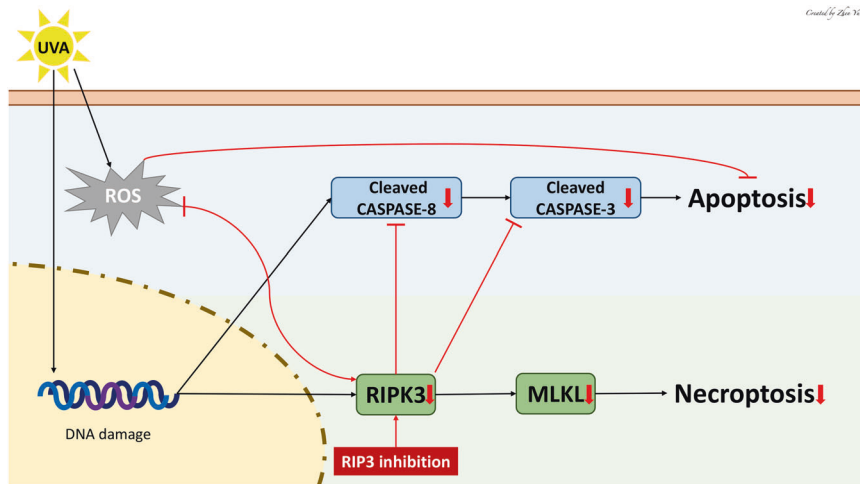 Created by Zhen Yu
UVA
ROS
Cleaved
CASPASE-8
Cleaved
CASPASE-3
Apoptosis
DNA damage
RIPK3
MLKL
Necroptosis
RIP3 inhibition